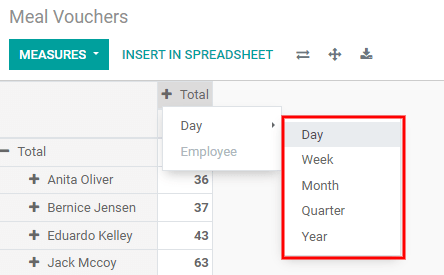 Meal Vouchers
MEASURES INSERT IN SPREADSHEET
Total
Day
Employee
Day
Week
Month
Quarter
Year
Total
Anita Oliver 36
Bernice Jensen 37
Eduardo Kelley 43
Jack Mccoy 63